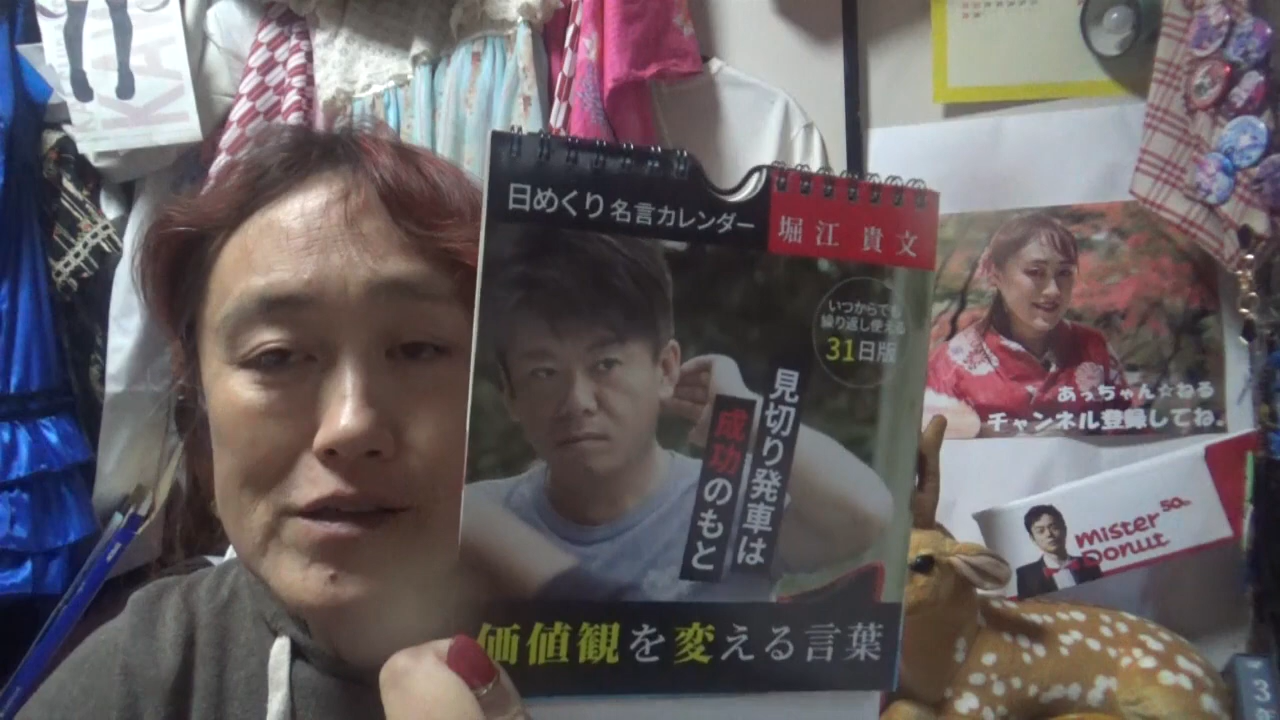 日めくり名言カレンダー
堀江貴文
いつからでも
繰り返し使える
31日版
見切り発車は
成功のもと
価値観を変える言葉
あっちゃん☆ねる
チャンネル登録してね。
mister
Donut
50th